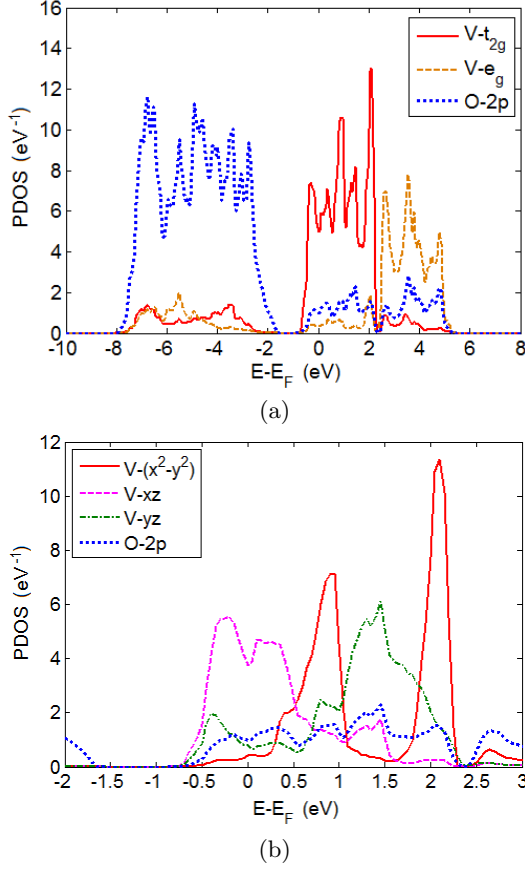 16
14
12
10
8
6
4
2
0
PDOS (eV⁻¹)
V-t₂g
V-e_g
O-2p
-10 -8 -6 -4 -2 0 2 4 6 8
E-E_F (eV)
(a)
12
10
8
6
4
2
0
PDOS (eV⁻¹)
V-(x²-y²)
V-xz
V-yz
O-2p
-2 -1.5 -1 -0.5 0 0.5 1 1.5 2 2.5 3
E-E_F (eV)
(b)